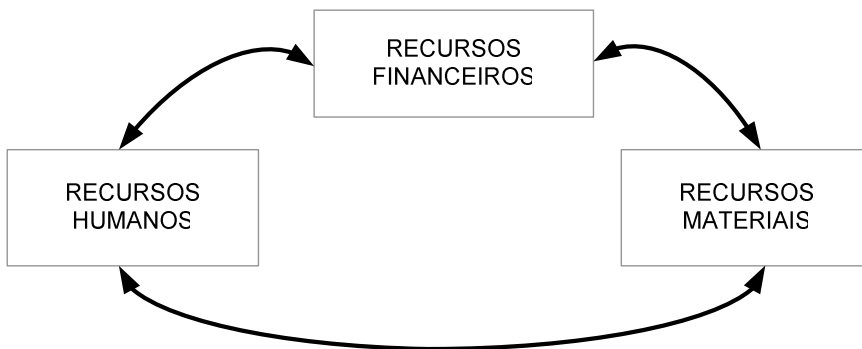 RECURSOS
FINANCEIROS
RECURSOS
HUMANOS
RECURSOS
MATERIAIS